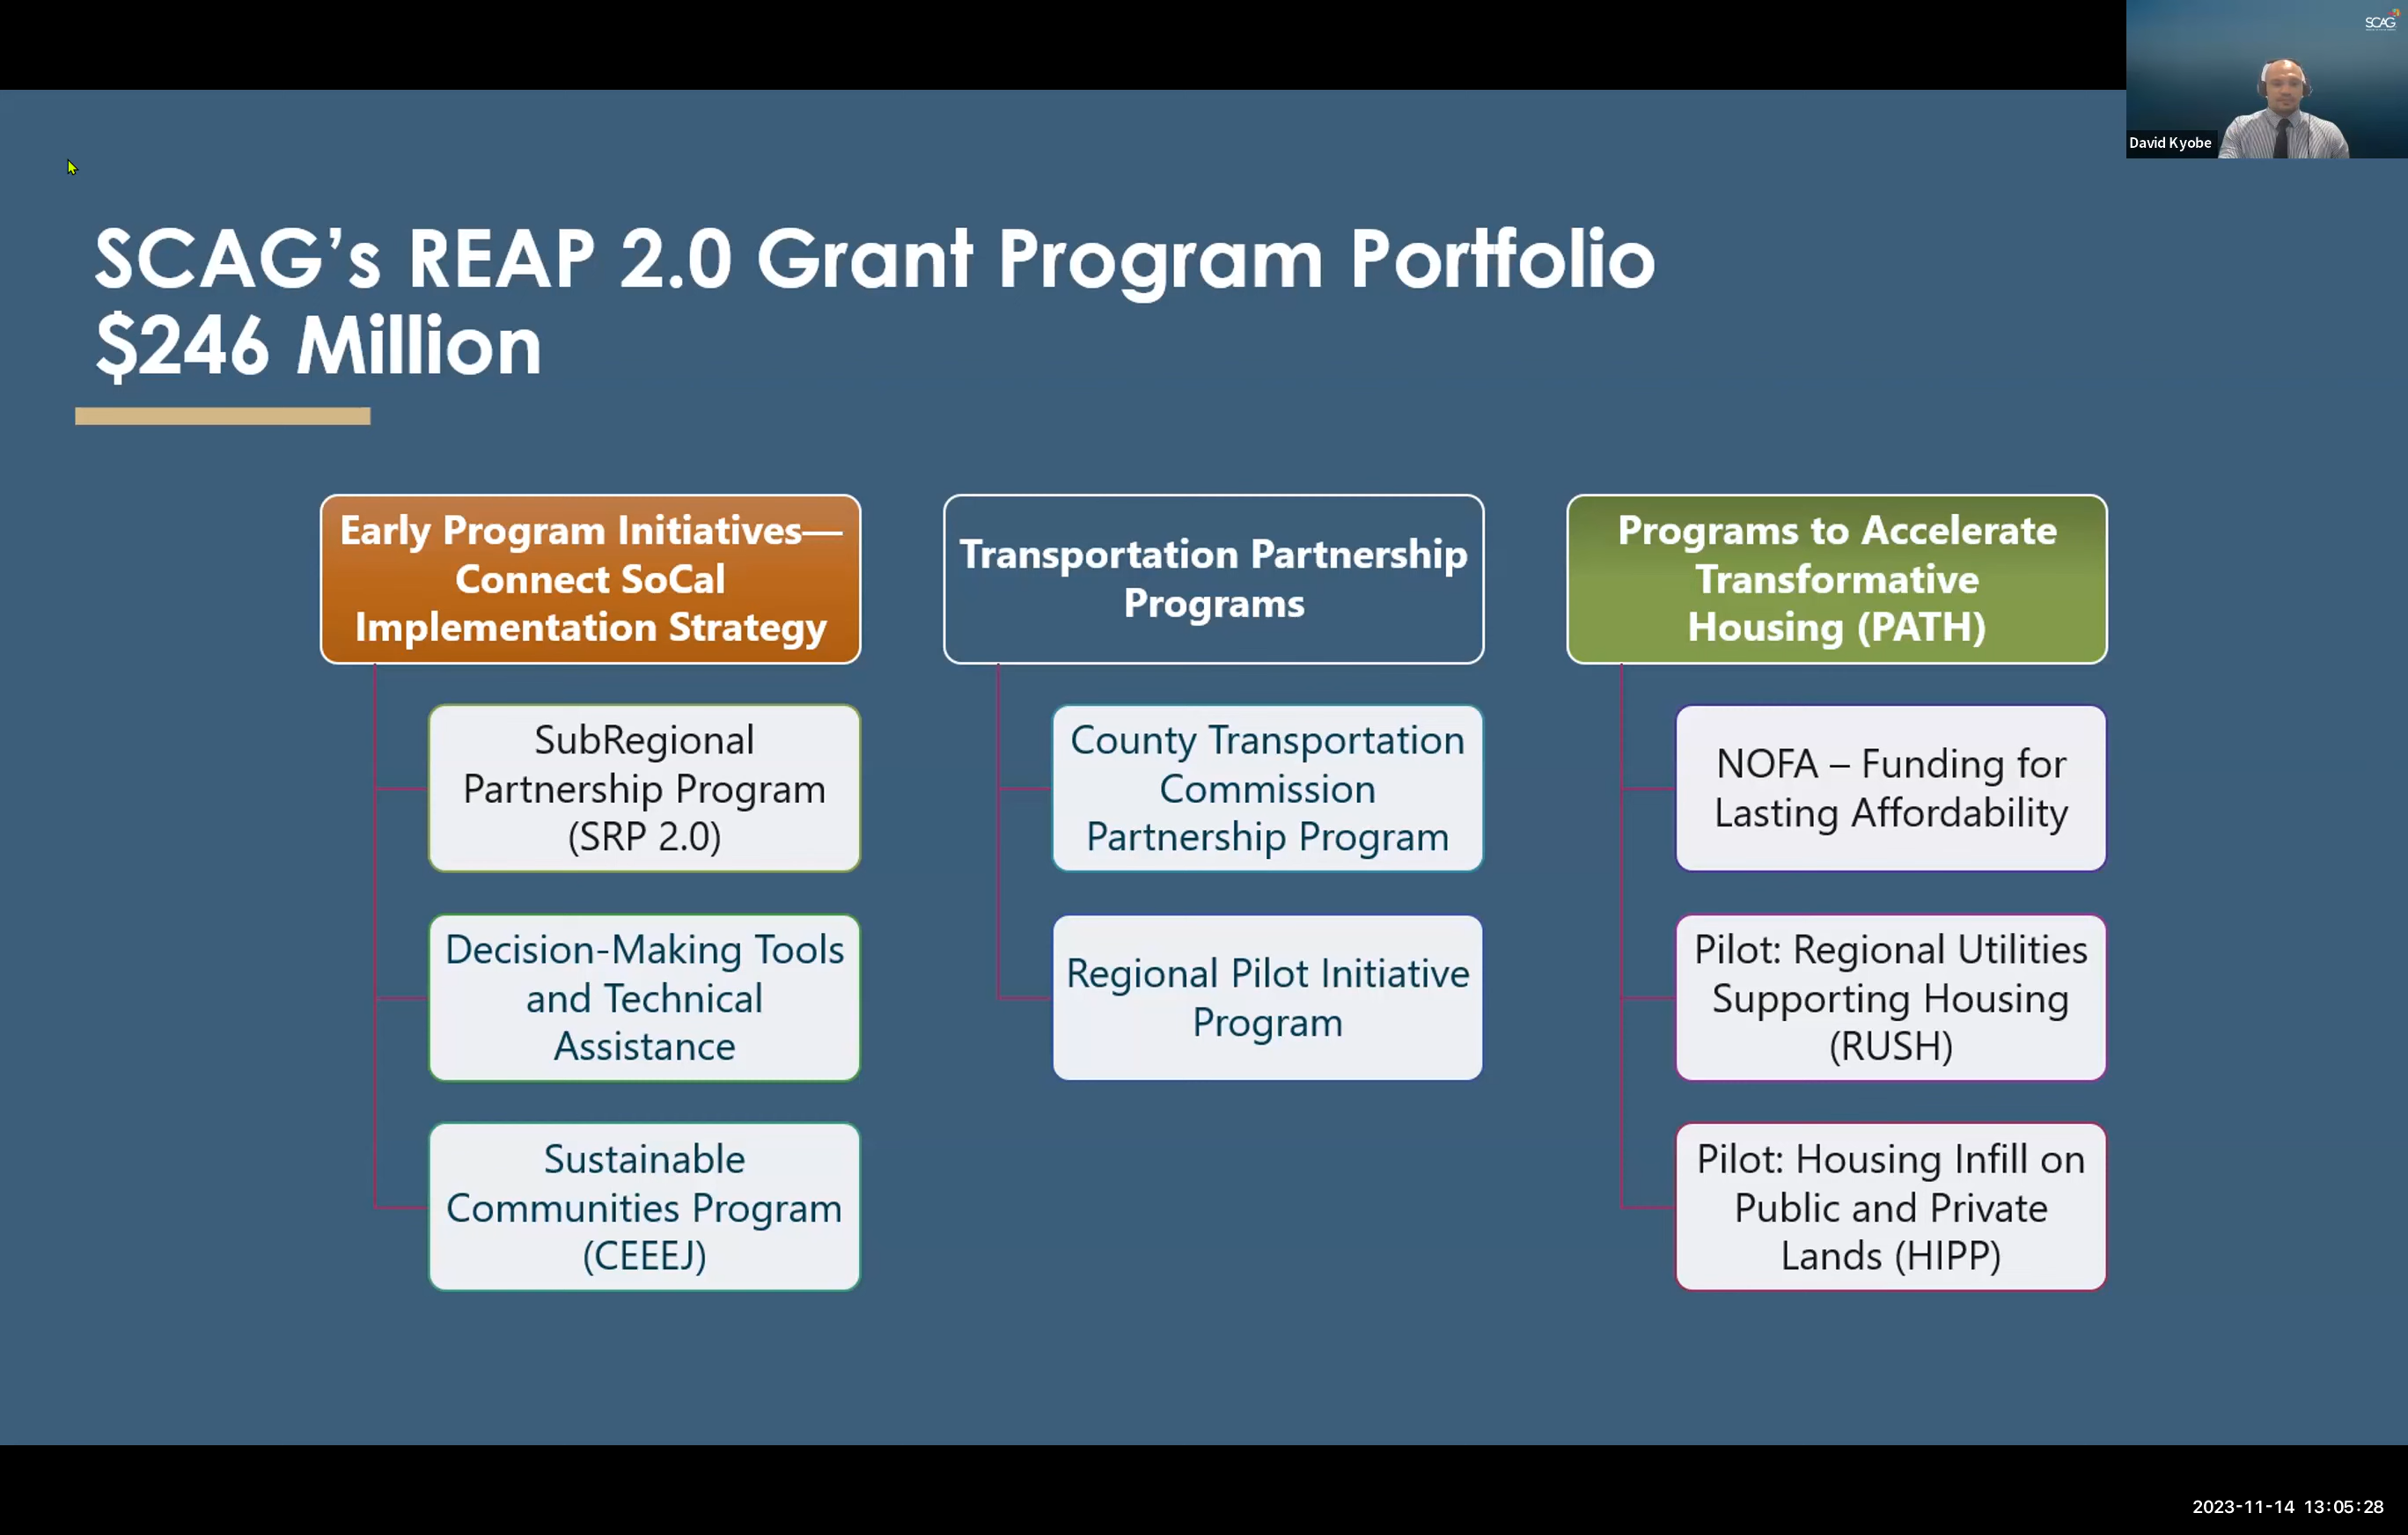 SCAG
David Kyobe
SCAG’s REAP 2.0 Grant Program Portfolio
$246 Million
Early Program Initiatives—
Connect SoCal
Implementation Strategy
SubRegional
Partnership Program
(SRP 2.0)
Decision-Making Tools
and Technical
Assistance
Sustainable
Communities Program
(CEEEJ)
Transportation Partnership
Programs
County Transportation
Commission
Partnership Program
Regional Pilot Initiative
Program
Programs to Accelerate
Transformative
Housing (PATH)
NOFA – Funding for
Lasting Affordability
Pilot: Regional Utilities
Supporting Housing
(RUSH)
Pilot: Housing Infill on
Public and Private
Lands (HIPP)
2023-11-14 13:05:28